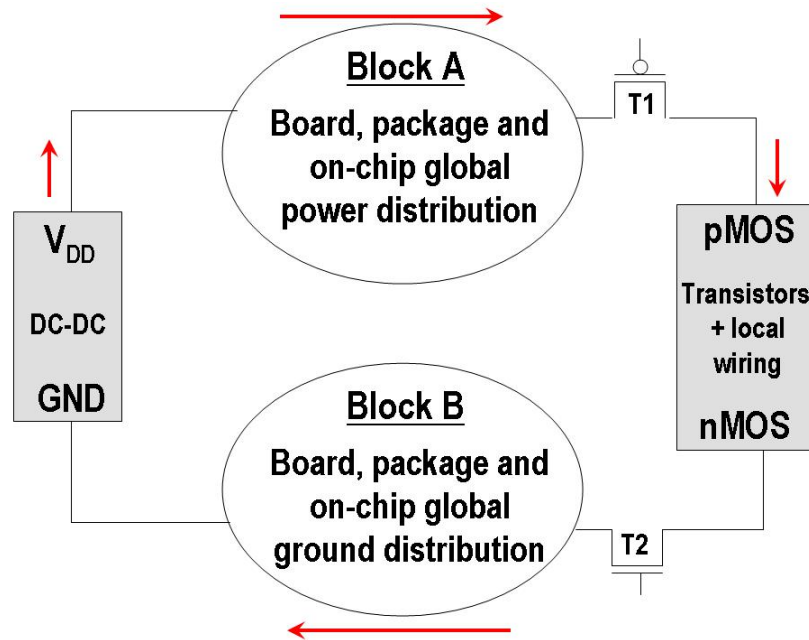 Block A
Board, package and
on-chip global
power distribution
T1
VDD
DC-DC
GND
pMOS
Transistors
+ local
wiring
nMOS
Block B
Board, package and
on-chip global
ground distribution
T2